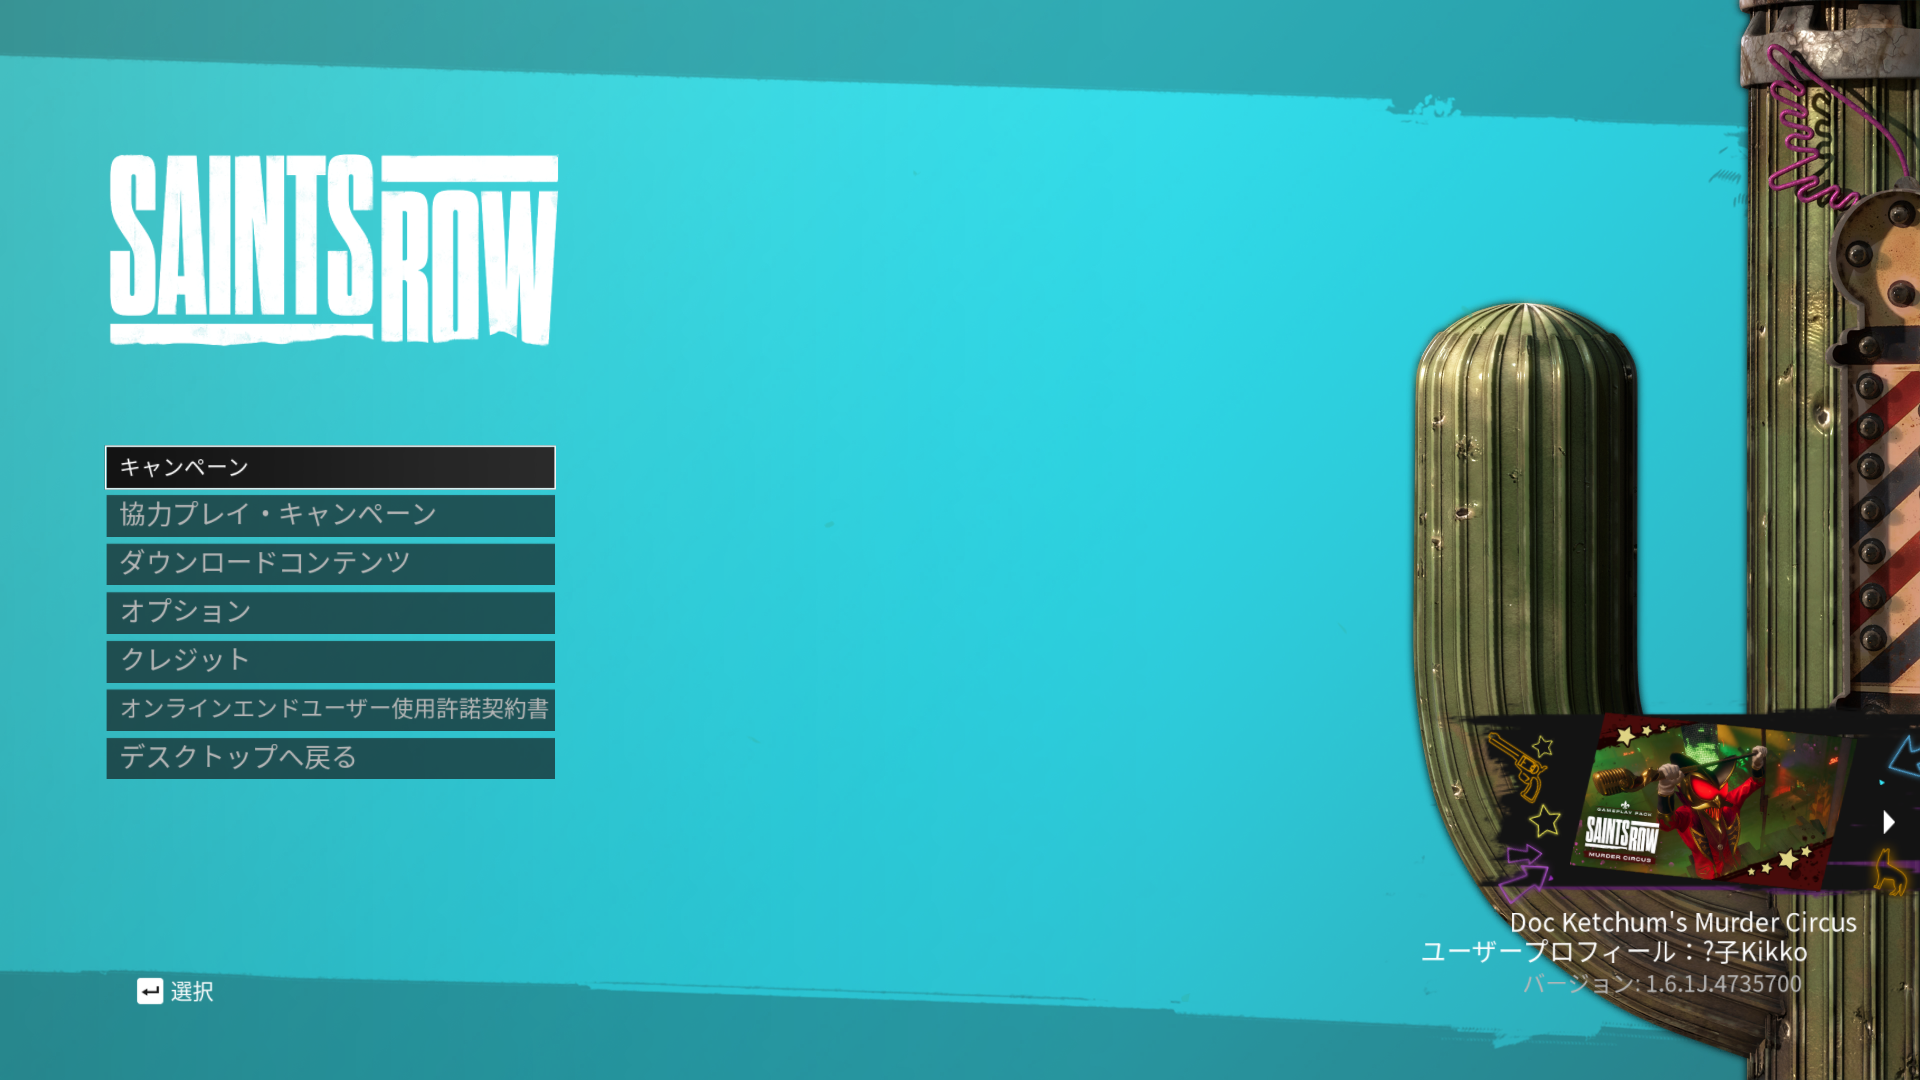 SAINTS ROW
キャンペーン
協力プレイ・キャンペーン
ダウンロードコンテンツ
オプション
クレジット
オンラインエンドユーザー使用許諾契約書
デスクトップへ戻る
GAMEPLAY PACK
SAINTS ROW
MURDER CIRCUS
Doc Ketchum's Murder Circus
ユーザープロフィール：?子Kikko
バージョン: 1.6.1J.4735700
選択